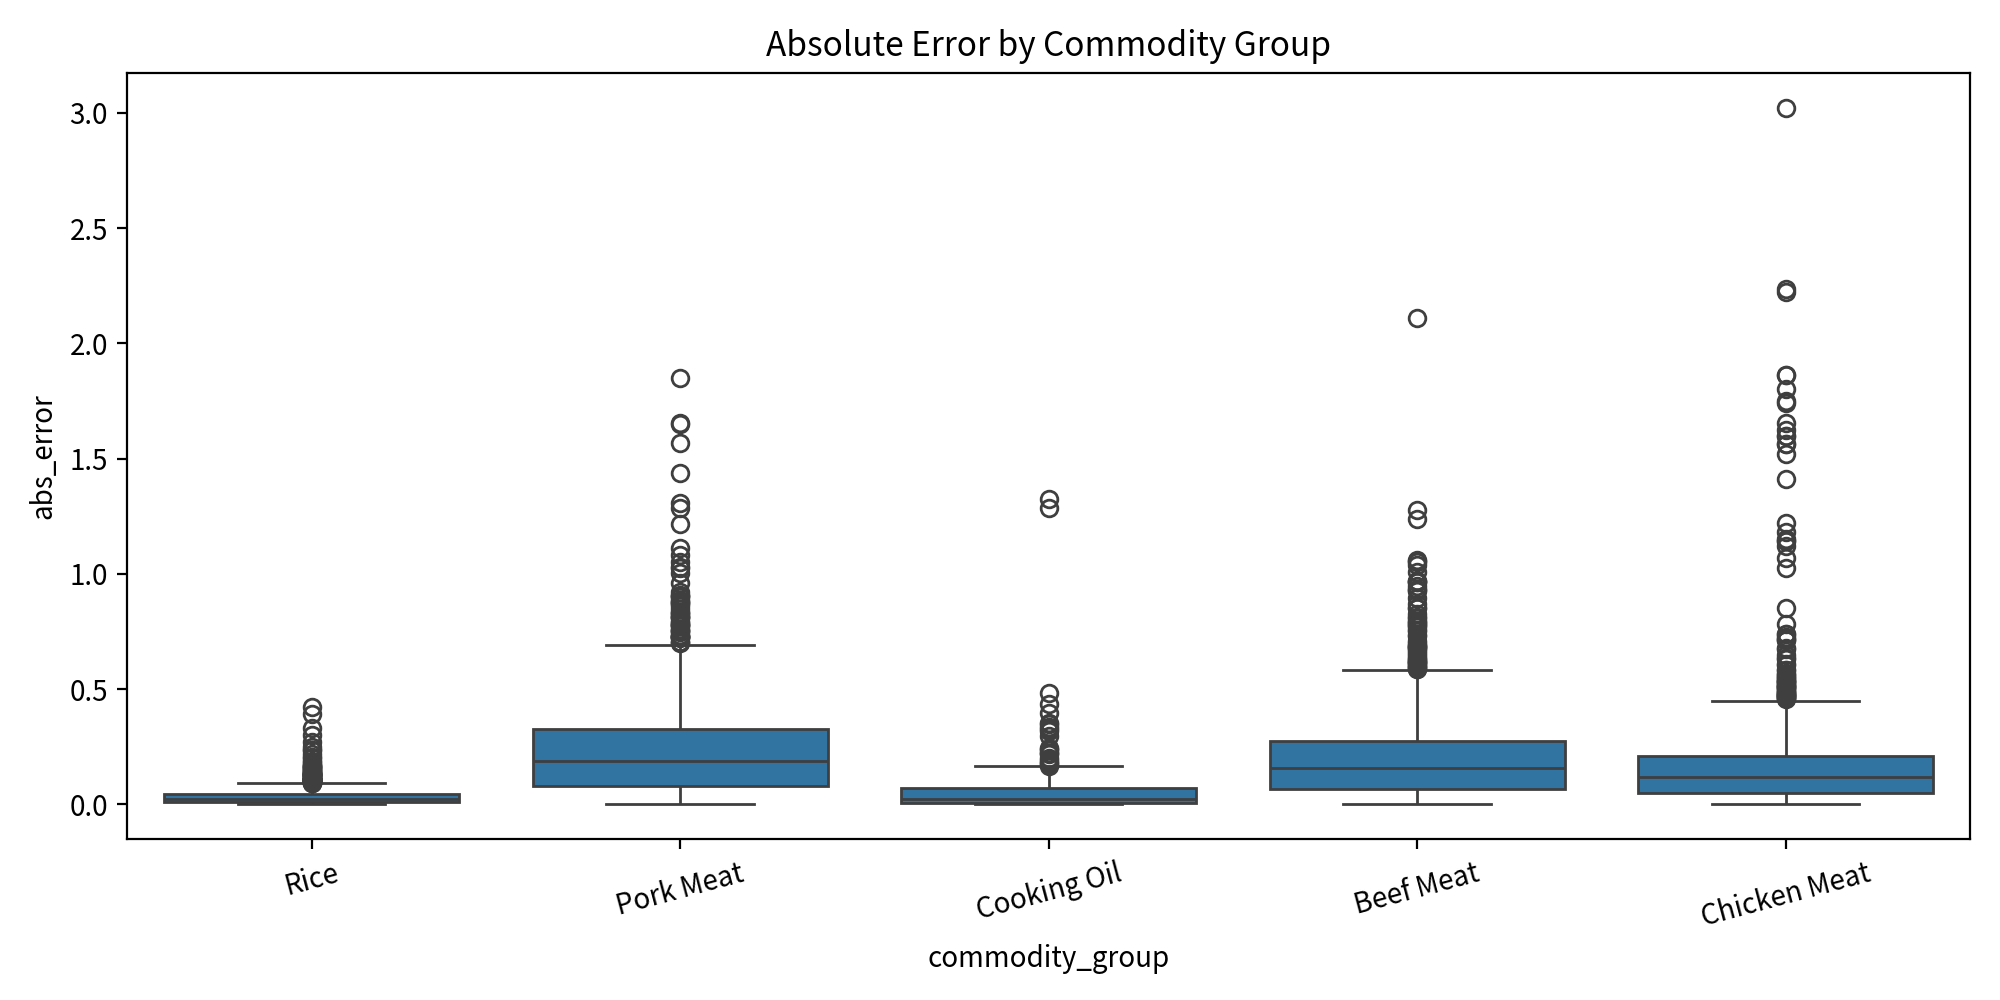 Absolute Error by Commodity Group
3.0
2.5
2.0
1.5
1.0
0.5
0.0
abs_error
Rice
Pork Meat
Cooking Oil
Beef Meat
Chicken Meat
commodity_group